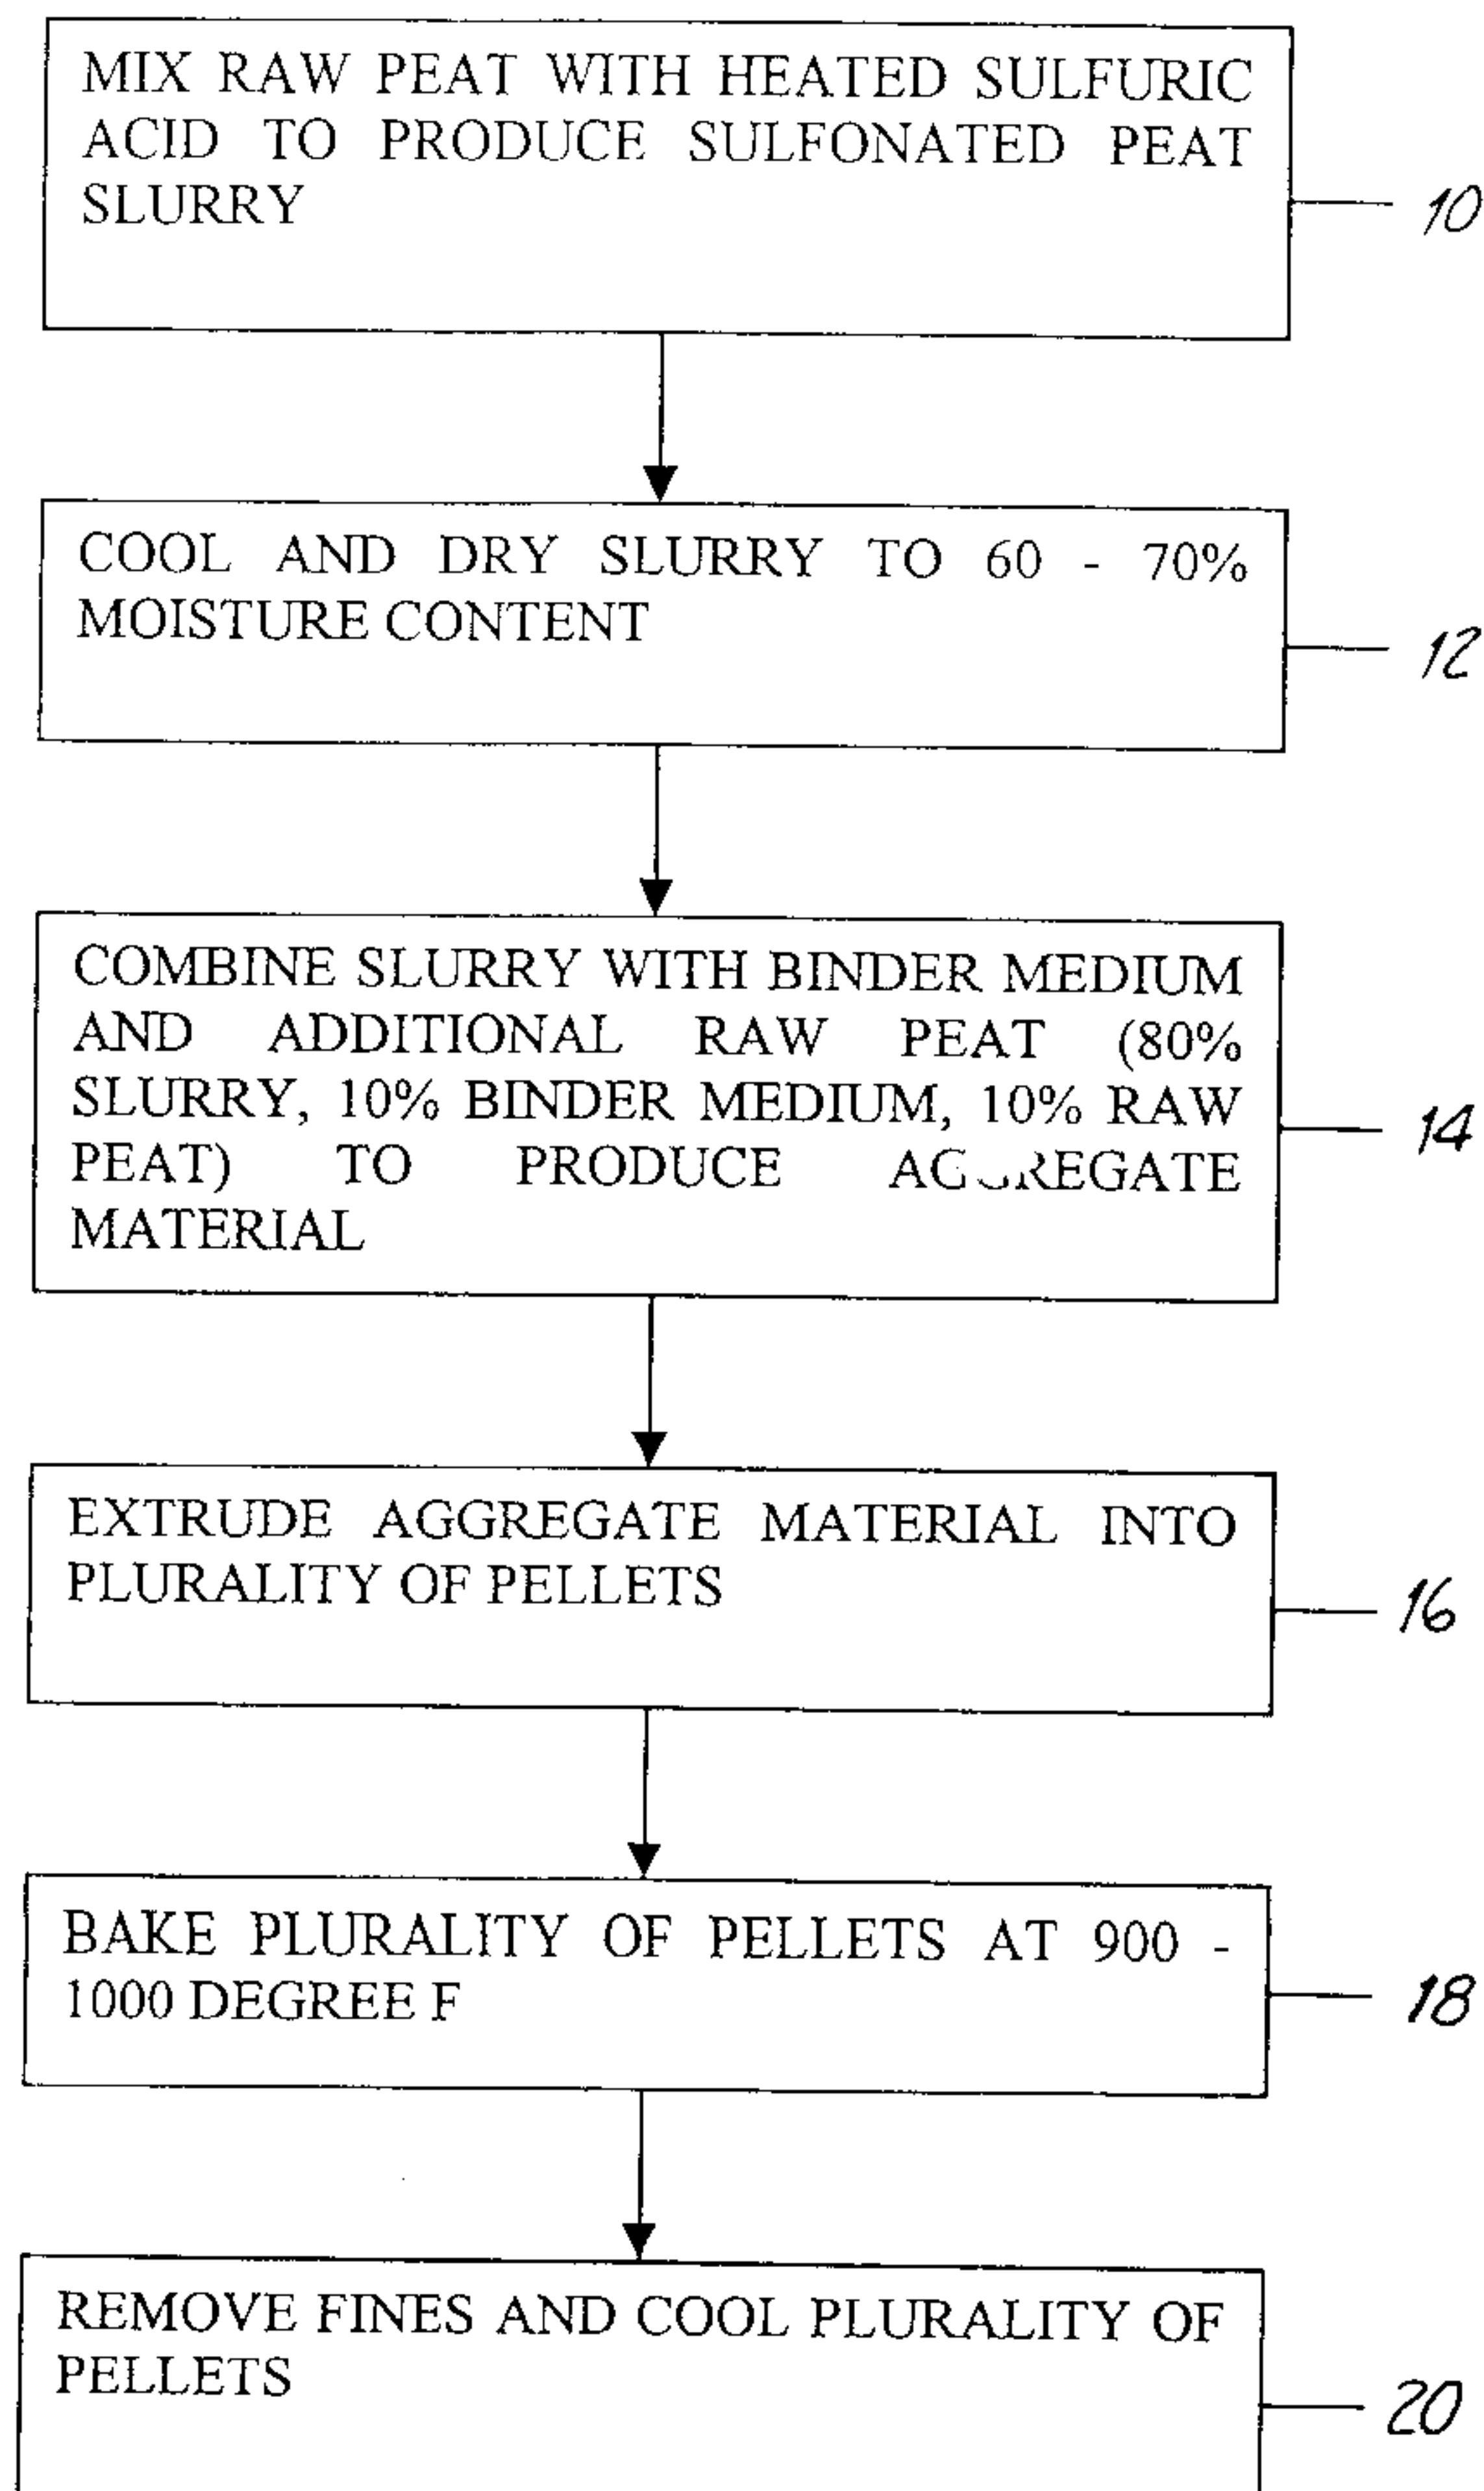 MIX RAW PEAT WITH HEATED SULFURIC
ACID TO PRODUCE SULFONATED PEAT
SLURRY
10
COOL AND DRY SLURRY TO 60 - 70%
MOISTURE CONTENT
12
COMBINE SLURRY WITH BINDER MEDIUM
AND ADDITIONAL RAW PEAT (80%
SLURRY, 10% BINDER MEDIUM, 10% RAW
PEAT) TO PRODUCE AGGREGATE
MATERIAL
14
EXTRUDE AGGREGATE MATERIAL INTO
PLURALITY OF PELLETS
16
BAKE PLURALITY OF PELLETS AT 900 -
1000 DEGREE F
18
REMOVE FINES AND COOL PLURALITY OF
PELLETS
20